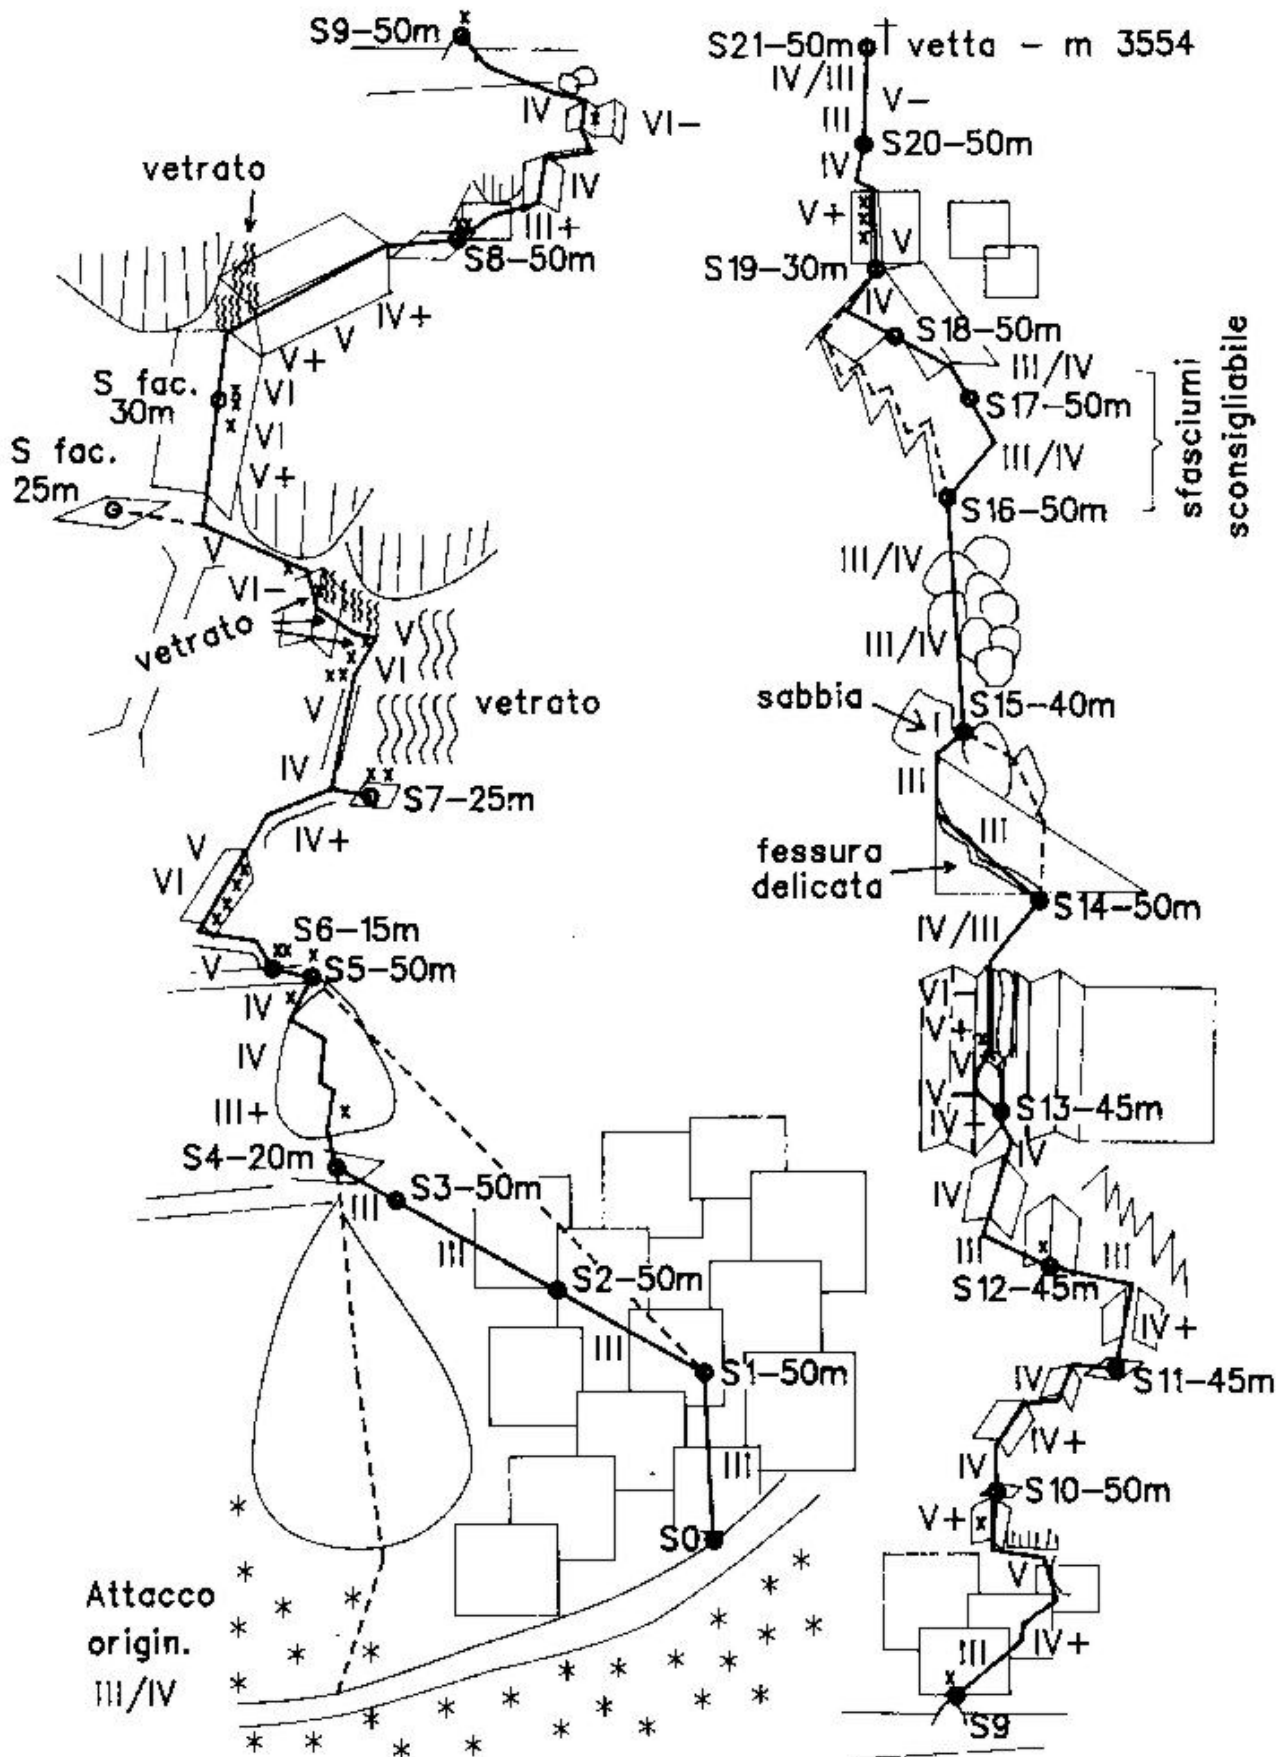 S9-50m
IV
VI-
vetrato
IV
III+
S8-50m
IV+
V
V+
S fac.
30m
VI
VI
S fac.
25m
V+
V
VI-
vetrato
V
VI
V
vetrato
IV
S7-25m
IV+
V
VI
S6-15m
V
S5-50m
IV
IV
III+
S4-20m
S3-50m
III
III
S2-50m
III
S1-50m
III
S0
Attacco
origin.
III/IV
S21-50m vetta - m 3554
IV/III
V-
III
S20-50m
IV
V+
V
S19-30m
IV
S18-50m
III/IV
S17-50m
III/IV
sfasciumi
sconsigliabile
S16-50m
III/IV
III/IV
sabbia
S15-40m
I
III
III
fessura
delicata
S14-50m
IV/III
VI-
V+
V
V-
S13-45m
IV+
IV
IV
III
III
S12-45m
IV+
IV
S11-45m
IV+
IV
S10-50m
V+
V
III
IV+
S9